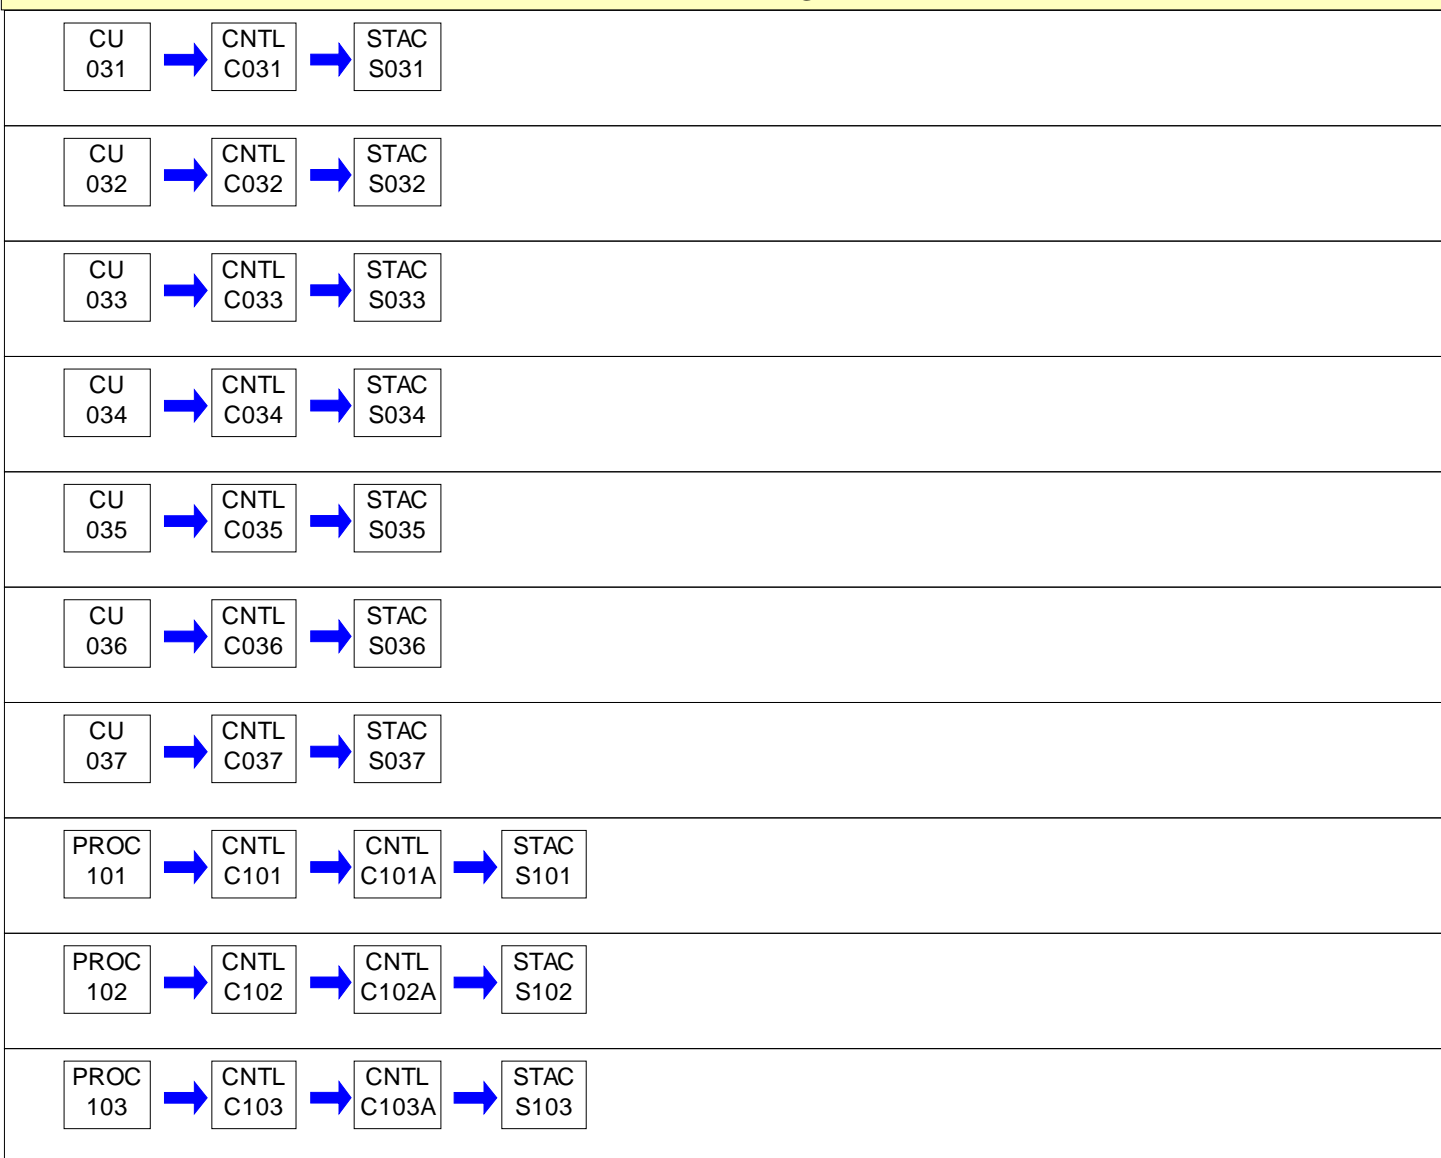 CU CNTL STAC
031 C031 S031
CU CNTL STAC
032 C032 S032
CU CNTL STAC
033 C033 S033
CU CNTL STAC
034 C034 S034
CU CNTL STAC
035 C035 S035
CU CNTL STAC
036 C036 S036
CU CNTL STAC
037 C037 S037
PROC CNTL CNTL STAC
101 C101 C101A S101
PROC CNTL CNTL STAC
102 C102 C102A S102
PROC CNTL CNTL STAC
103 C103 C103A S103